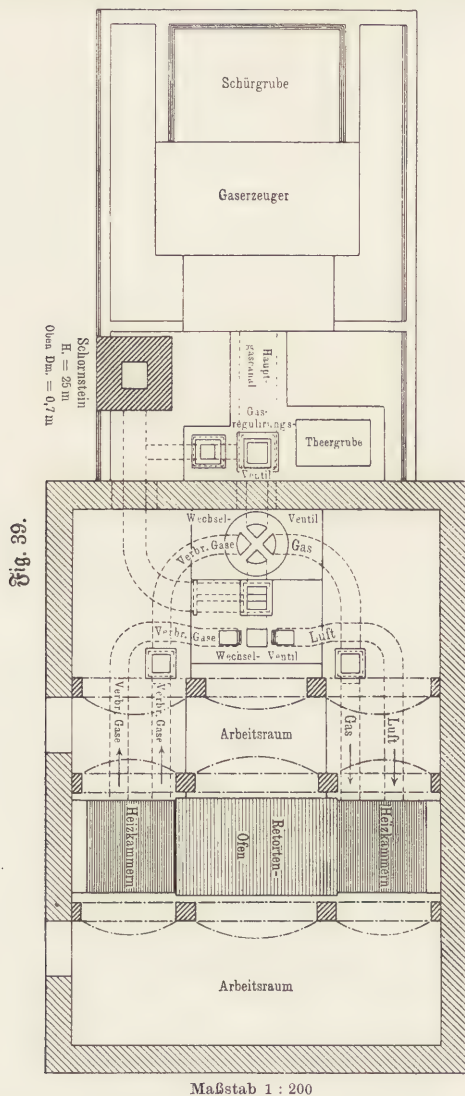 Schürgrube
Gaserzeuger
Schornstein
H. = 25 m
Oben Dm. = 0,7 m
Haupt-
gascanal
Gas-
regulirungs-
Ventil
Theergrube
Fig. 39.
Wechsel- Ventil
Verbr. Gase
Gas
Verbr. Gase
Luft
Wechsel- Ventil
Verbr. Gase
Verbr. Gase
Gas
Luft
Arbeitsraum
Heizkammern
Retorten-
Ofen
Heizkammern
Arbeitsraum
Maßstab 1 : 200